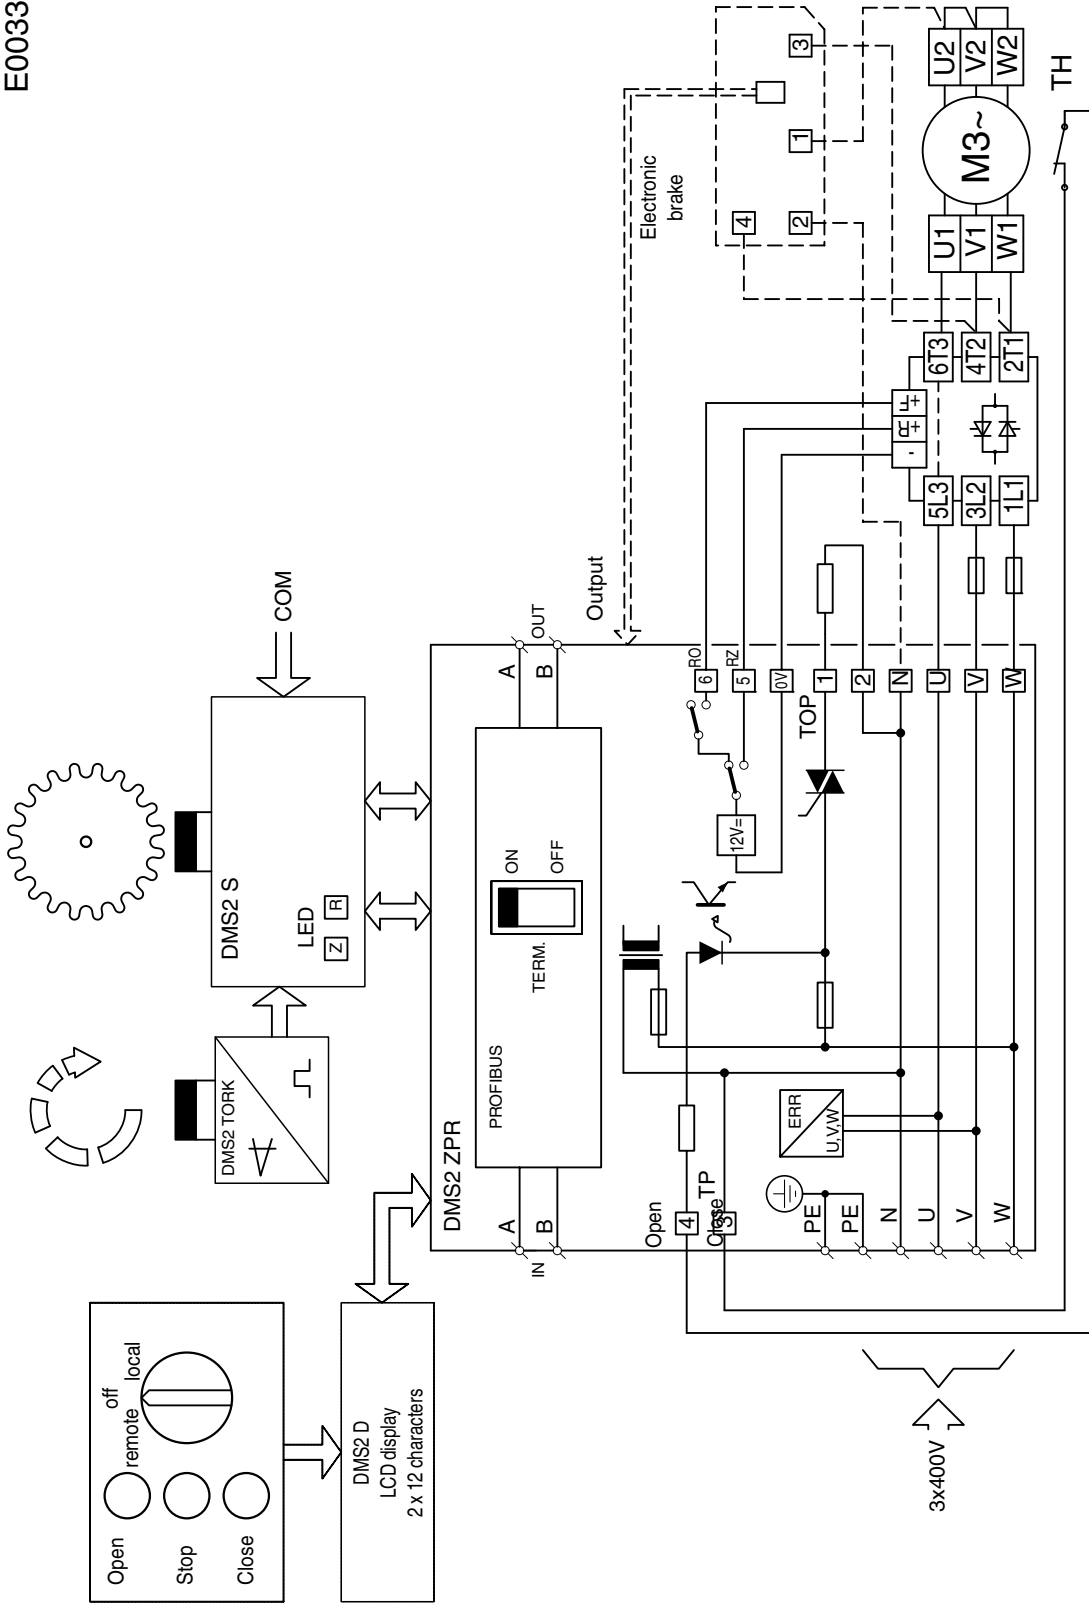 E0033
Open
Stop
Close
remote
off
local
DMS2 D
LCD display
2 x 12 characters
DMS2 TORK
DMS2 S
LED
Z
R
COM
DMS2 ZPR
A
B
IN
PROFIBUS
TERM.
ON
OFF
A
B
OUT
Output
Electronic
brake
4
2
1
3
Open
4
TP
Close
3
12V=
6
RO
5
RZ
0V
TOP
1
2
N
U
V
W
ERR
U,V,W
PE
PE
N
U
V
W
3x400V
-
+R
+F
5L3
3L2
1L1
6T3
4T2
2T1
U1
V1
W1
M3~
U2
V2
W2
TH